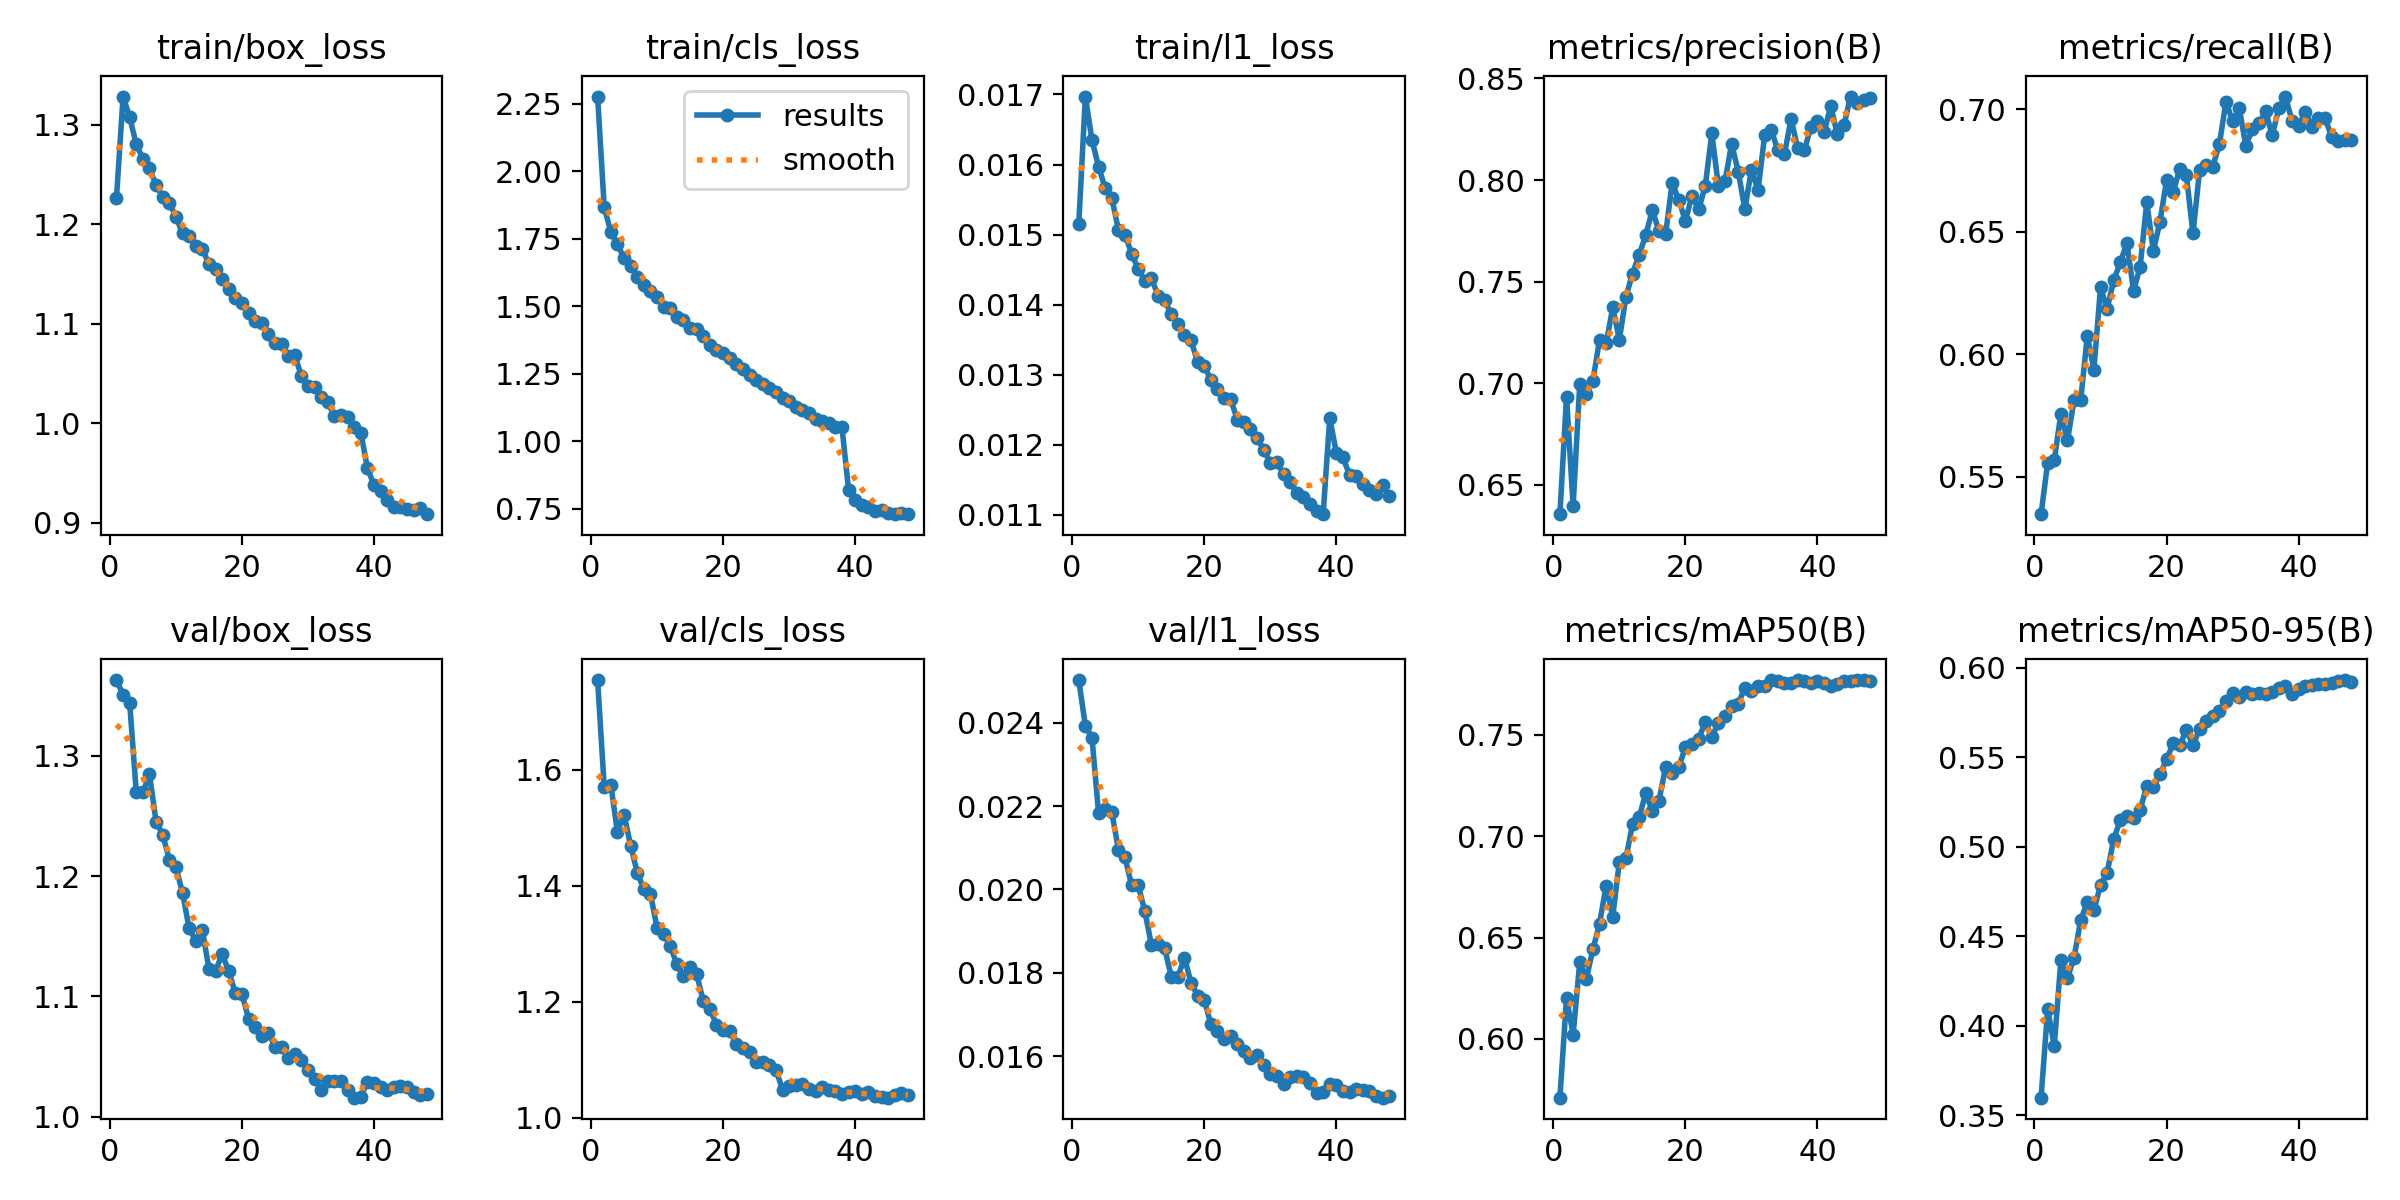 train/box_loss
1.3
1.2
1.1
1.0
0.9
0 20 40
train/cls_loss
2.25
2.00
1.75
1.50
1.25
1.00
0.75
results
smooth
0 20 40
train/l1_loss
0.017
0.016
0.015
0.014
0.013
0.012
0.011
0 20 40
metrics/precision(B)
0.85
0.80
0.75
0.70
0.65
0 20 40
metrics/recall(B)
0.70
0.65
0.60
0.55
0 20 40
val/box_loss
1.3
1.2
1.1
1.0
0 20 40
val/cls_loss
1.6
1.4
1.2
1.0
0 20 40
val/l1_loss
0.024
0.022
0.020
0.018
0.016
0 20 40
metrics/mAP50(B)
0.75
0.70
0.65
0.60
0 20 40
metrics/mAP50-95(B)
0.60
0.55
0.50
0.45
0.40
0.35
0 20 40